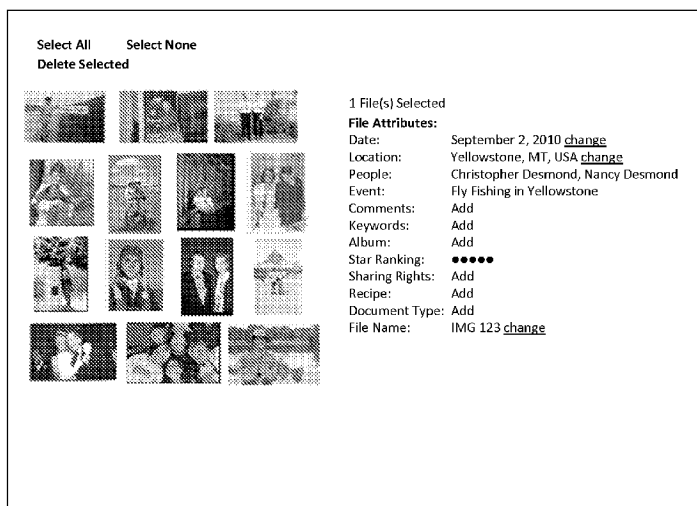 Select All Select None
Delete Selected
1 File(s) Selected
File Attributes:
Date: September 2, 2010 change
Location: Yellowstone, MT, USA change
People: Christopher Desmond, Nancy Desmond
Event: Fly Fishing in Yellowstone
Comments: Add
Keywords: Add
Album: Add
Star Ranking: ●●●●●
Sharing Rights: Add
Recipe: Add
Document Type: Add
File Name: IMG 123 change